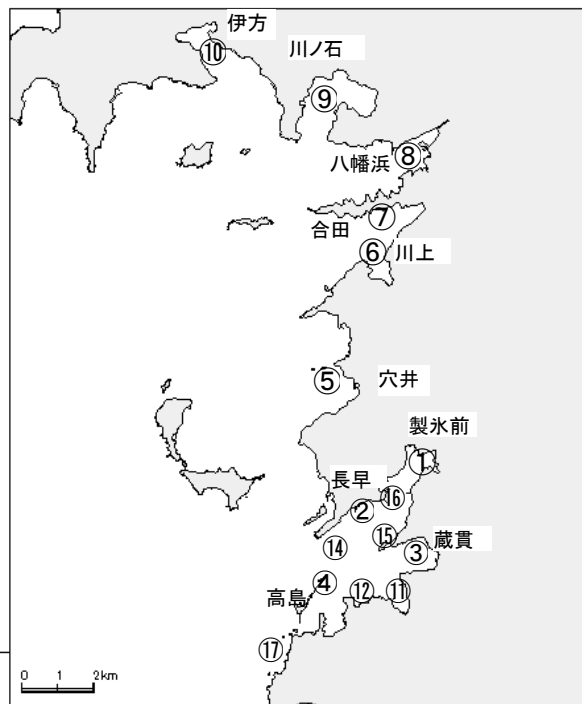 伊方
⑩
川ノ石
⑨
八幡浜
⑧
⑦
合田
⑥
川上
⑤
穴井
製氷前
①
長早
⑯
②
⑮
蔵貫
③
⑭
④
⑫
⑪
高島
⑰
0 1 2km